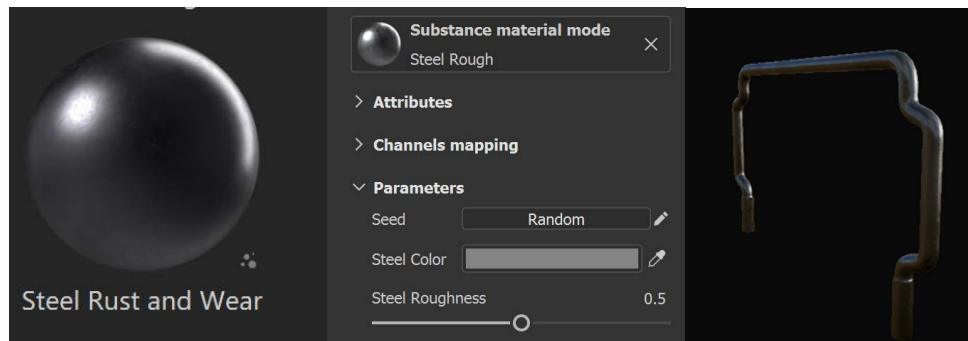 Steel Rust and Wear
Substance material mode
Steel Rough
Attributes
Channels mapping
Parameters
Seed Random
Steel Color
Steel Roughness 0.5